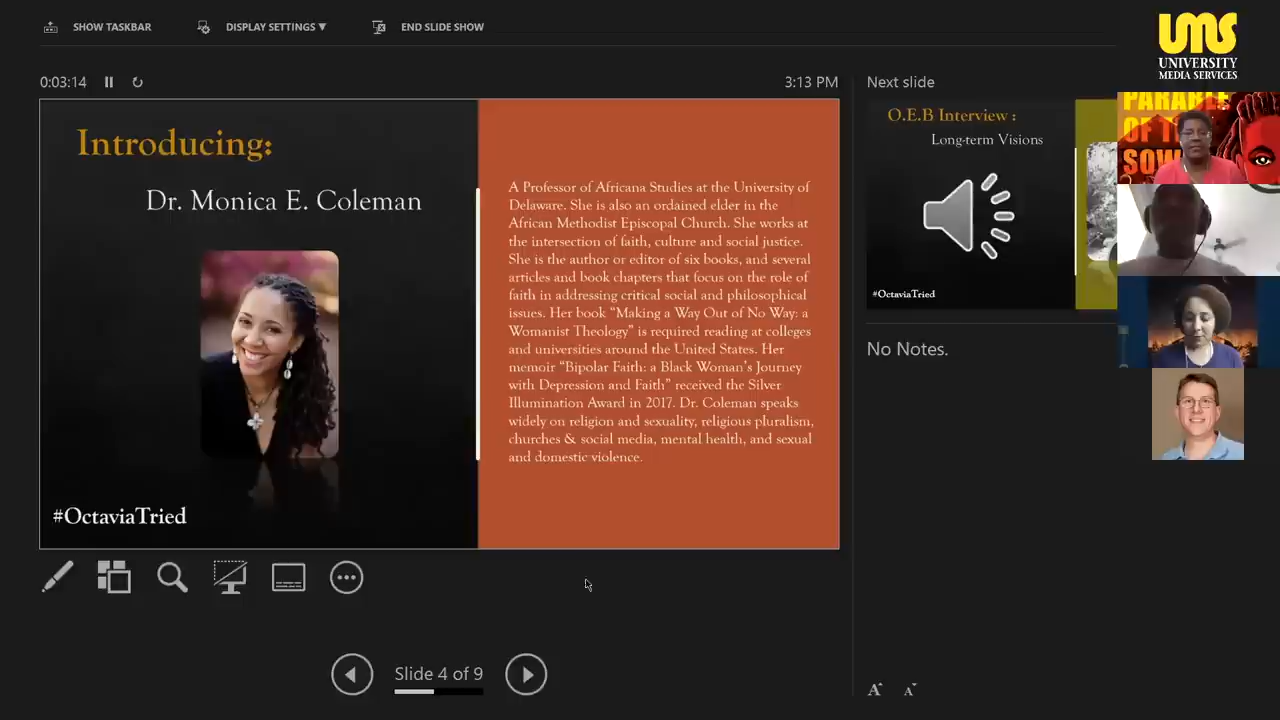 SHOW TASKBAR
DISPLAY SETTINGS ▼
END SLIDE SHOW
0:03:14
3:13 PM
Introducing:
Dr. Monica E. Coleman
#OctaviaTried
A Professor of Africana Studies at the University of
Delaware. She is also an ordained elder in the
African Methodist Episcopal Church. She works at
the intersection of faith, culture and social justice.
She is the author or editor of six books, and several
articles and book chapters that focus on the role of
faith in addressing critical social and philosophical
issues. Her book “Making a Way Out of No Way: a
Womanist Theology” is required reading at colleges
and universities around the United States. Her
memoir “Bipolar Faith: a Black Woman’s Journey
with Depression and Faith” received the Silver
Illumination Award in 2017. Dr. Coleman speaks
widely on religion and sexuality, religious pluralism,
churches & social media, mental health, and sexual
and domestic violence.
Slide 4 of 9
Next slide
O.E.B Interview :
Long-term Visions
#OctaviaTried
No Notes.
A A
UMS
UNIVERSITY
MEDIA SERVICES
PARABLE
OF T
SOW